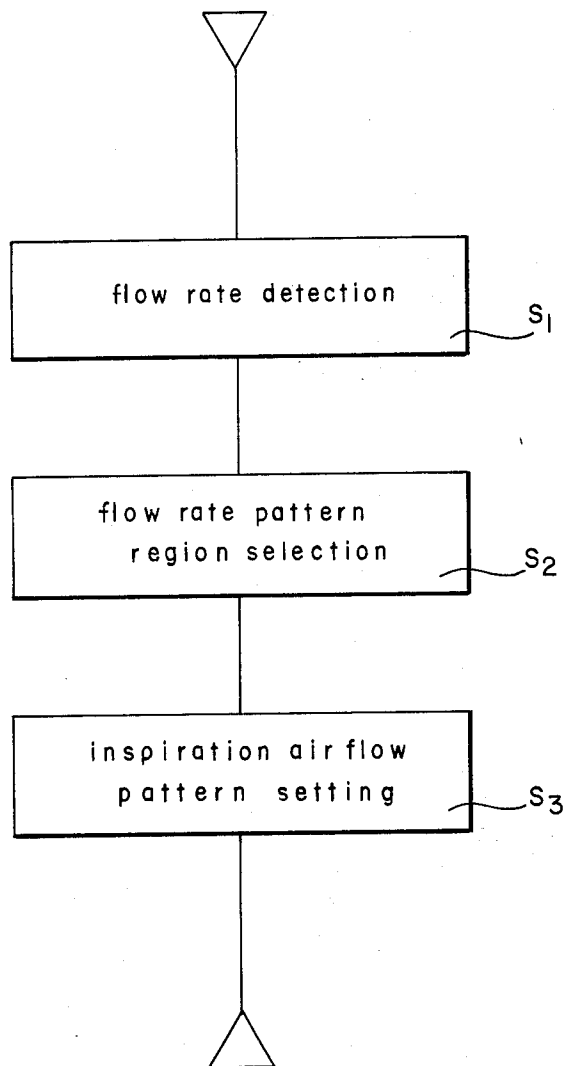 flow rate detection
S1
flow rate pattern
region selection
S2
inspiration air flow
pattern setting
S3